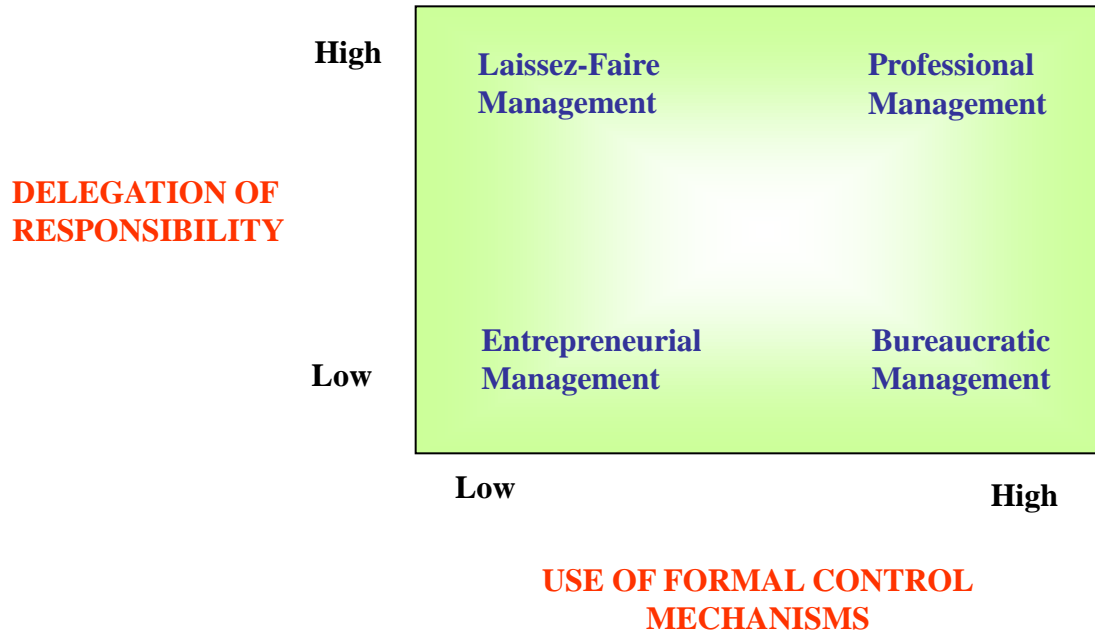 High
Laissez-Faire
Management
Professional
Management
DELEGATION OF
RESPONSIBILITY
Entrepreneurial
Management
Bureaucratic
Management
Low
Low
High
USE OF FORMAL CONTROL
MECHANISMS